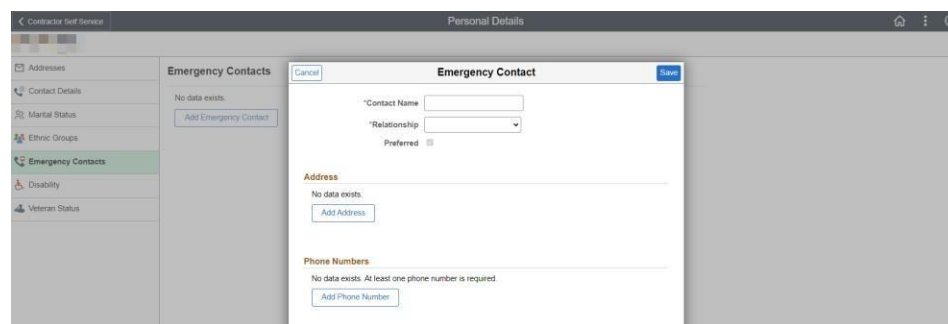 Contractor Self Service
Personal Details
Addresses
Contact Details
Marital Status
Ethnic Groups
Emergency Contacts
Disability
Veteran Status
Emergency Contacts
No data exists.
Add Emergency Contact
Cancel
Emergency Contact
Save
*Contact Name
*Relationship
Preferred
Address
No data exists.
Add Address
Phone Numbers
No data exists. At least one phone number is required.
Add Phone Number